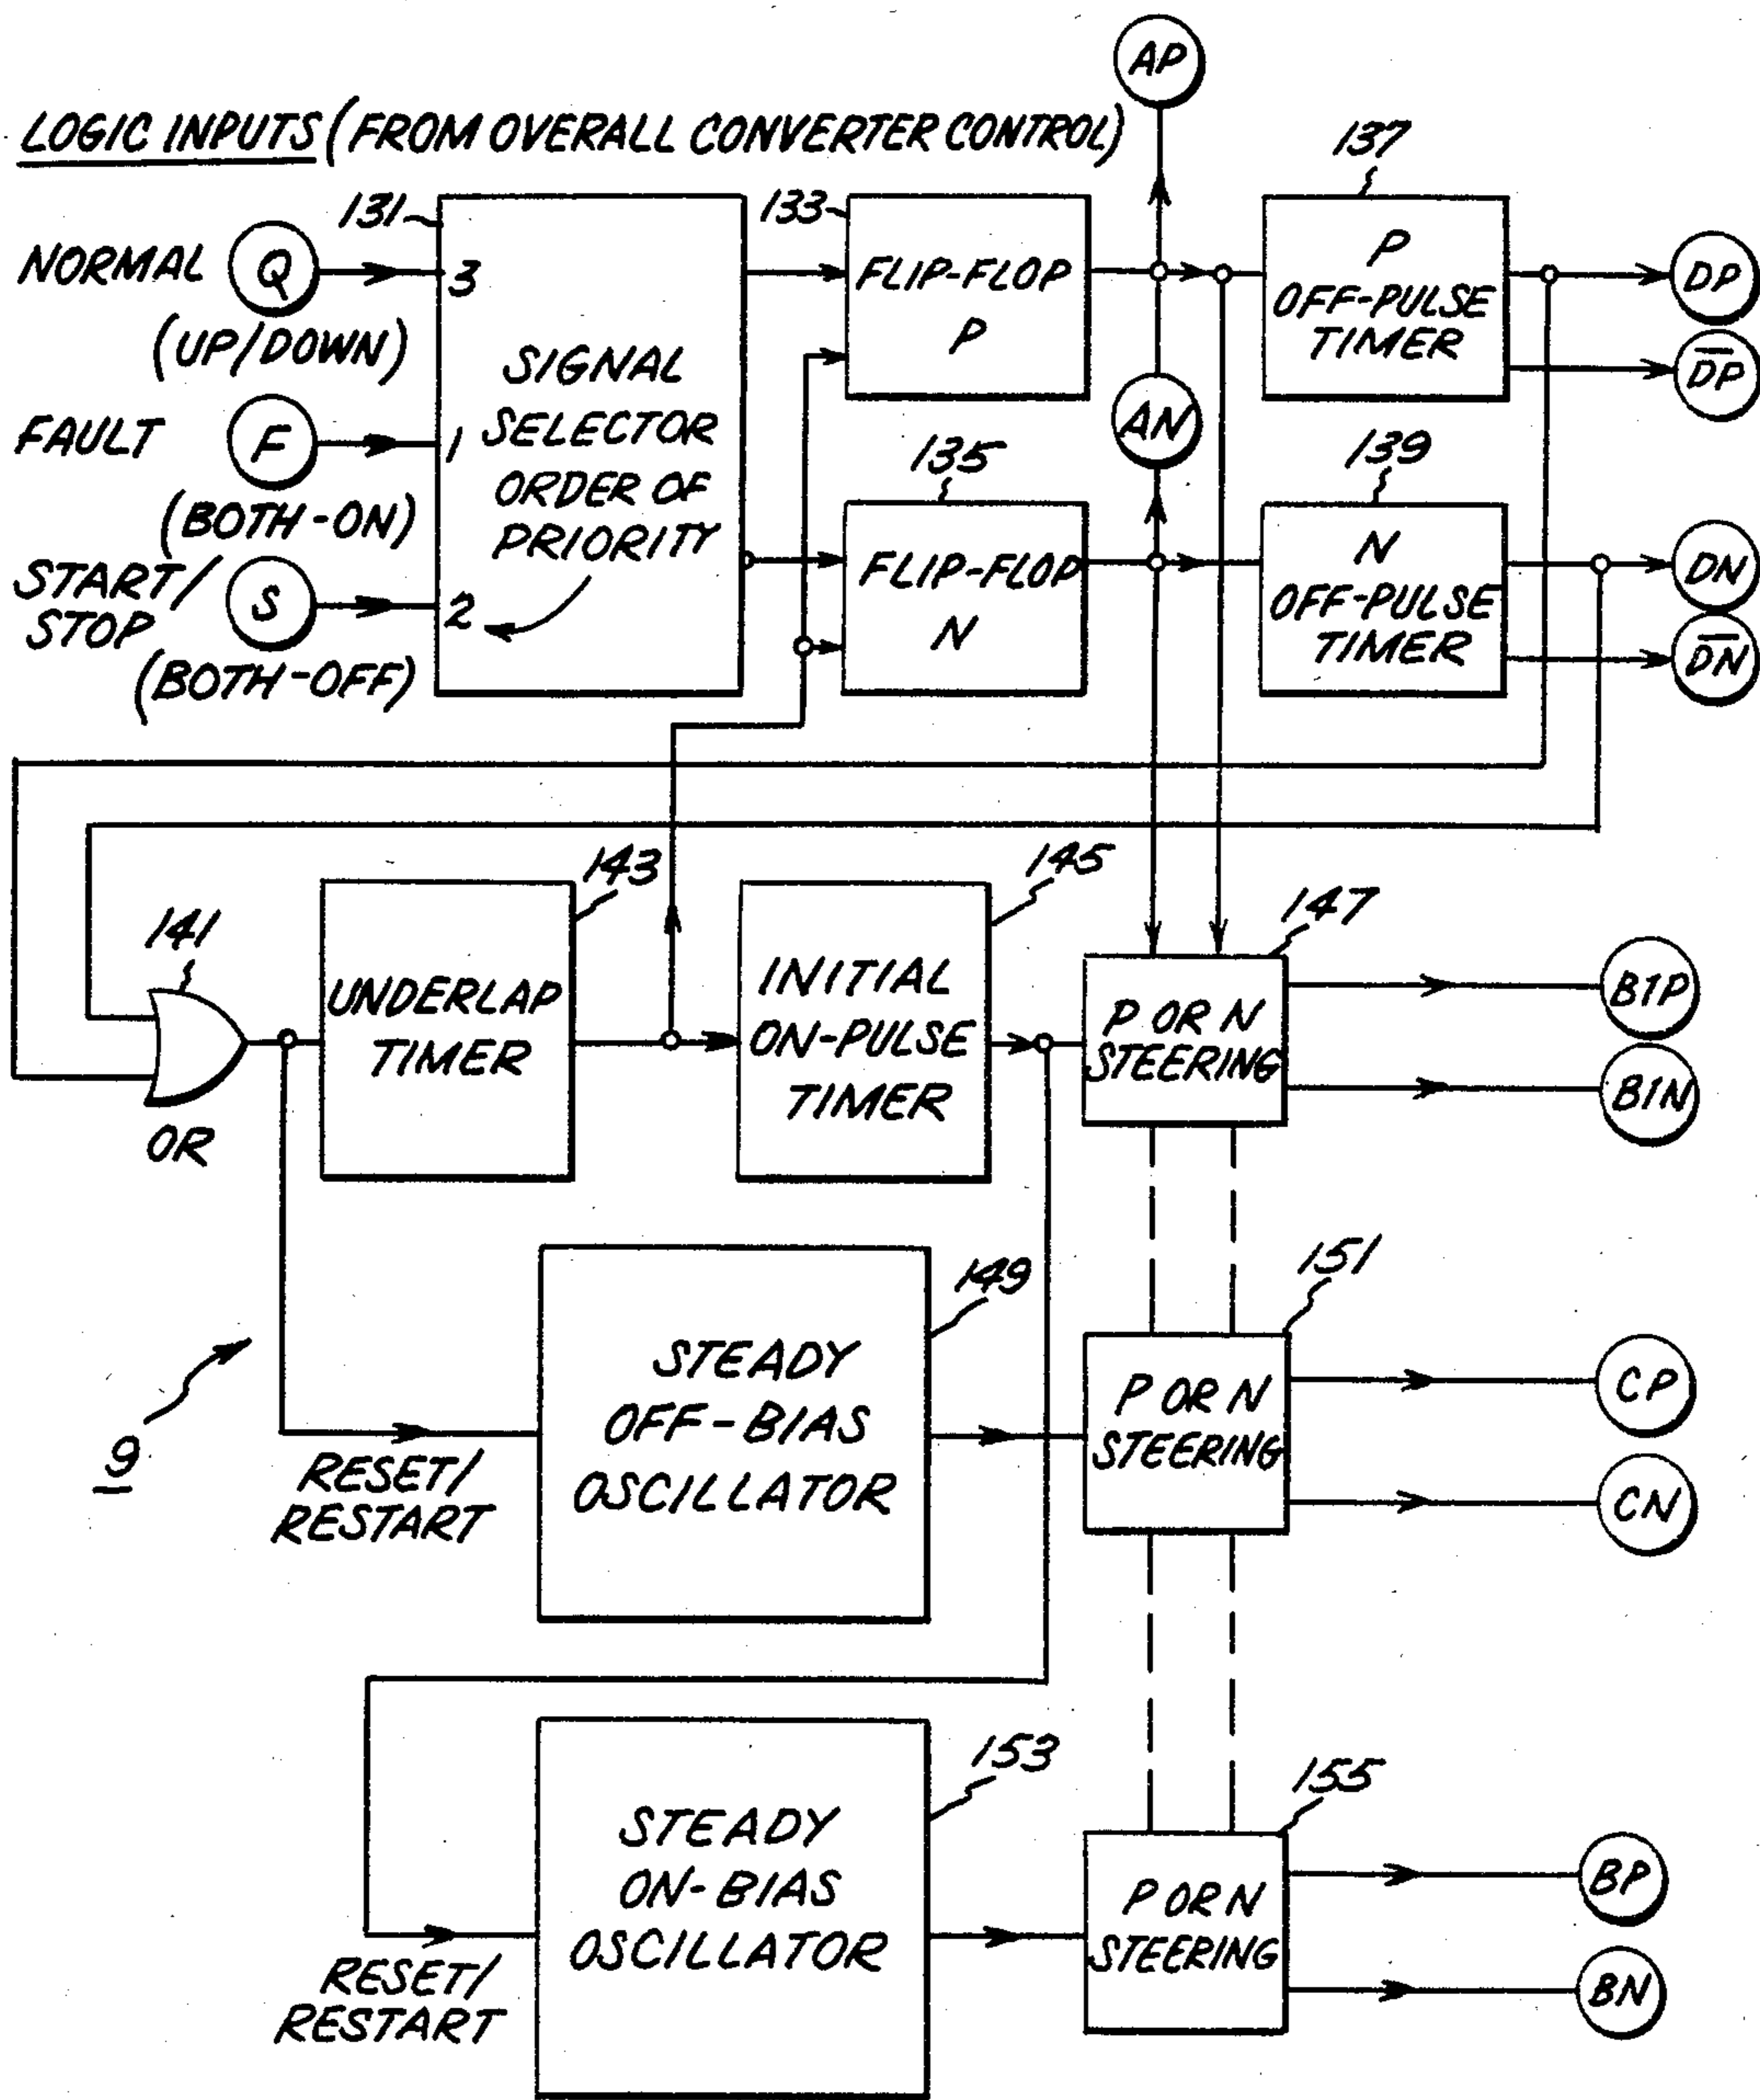 AP
LOGIC INPUTS (FROM OVERALL CONVERTER CONTROL)
137
131
133
NORMAL
Q
(UP/DOWN)
3
FAULT
F
(BOTH-ON)
1
START/
STOP
S
(BOTH-OFF)
2
SIGNAL
SELECTOR
ORDER OF
PRIORITY
FLIP-FLOP
P
AN
P
OFF-PULSE
TIMER
DP
D̅P̅
135
139
FLIP-FLOP
N
N
OFF-PULSE
TIMER
DN
D̅N̅
143
145
141
OR
UNDERLAP
TIMER
INITIAL
ON-PULSE
TIMER
147
P OR N
STEERING
B1P
B1N
149
151
9
RESET/
RESTART
STEADY
OFF-BIAS
OSCILLATOR
P OR N
STEERING
CP
CN
153
155
RESET/
RESTART
STEADY
ON-BIAS
OSCILLATOR
P OR N
STEERING
BP
BN